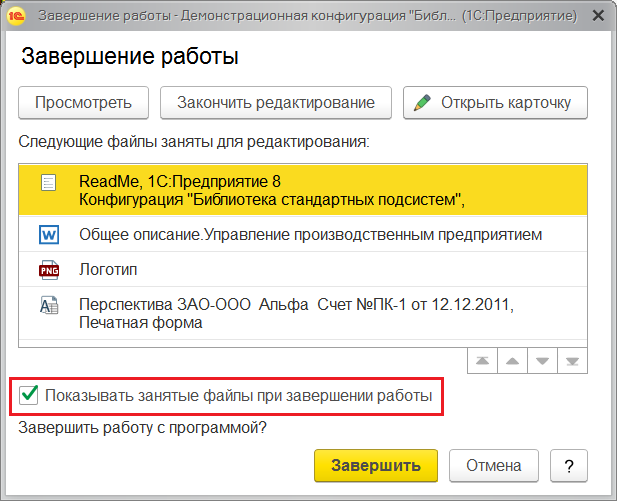 1С Завершение работы - Демонстрационная конфигурация "Библ... (1С:Предприятие)
Завершение работы
Просмотреть Закончить редактирование Открыть карточку
Следующие файлы заняты для редактирования:
ReadMe, 1С:Предприятие 8
Конфигурация "Библиотека стандартных подсистем",
W Общее описание.Управление производственным предприятием
PNG Логотип
A Перспектива ЗАО-ООО Альфа Счет №ПК-1 от 12.12.2011,
Печатная форма
Показывать занятые файлы при завершении работы
Завершить работу с программой?
Завершить Отмена ?